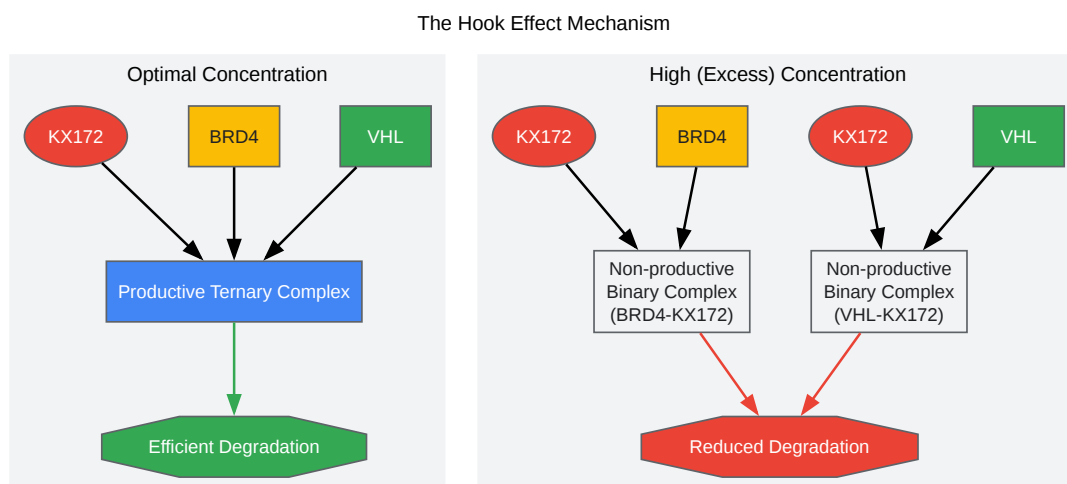 The Hook Effect Mechanism
Optimal Concentration
KX172
BRD4
VHL
Productive Ternary Complex
Efficient Degradation
High (Excess) Concentration
KX172
BRD4
KX172
VHL
Non-productive
Binary Complex
(BRD4-KX172)
Non-productive
Binary Complex
(VHL-KX172)
Reduced Degradation